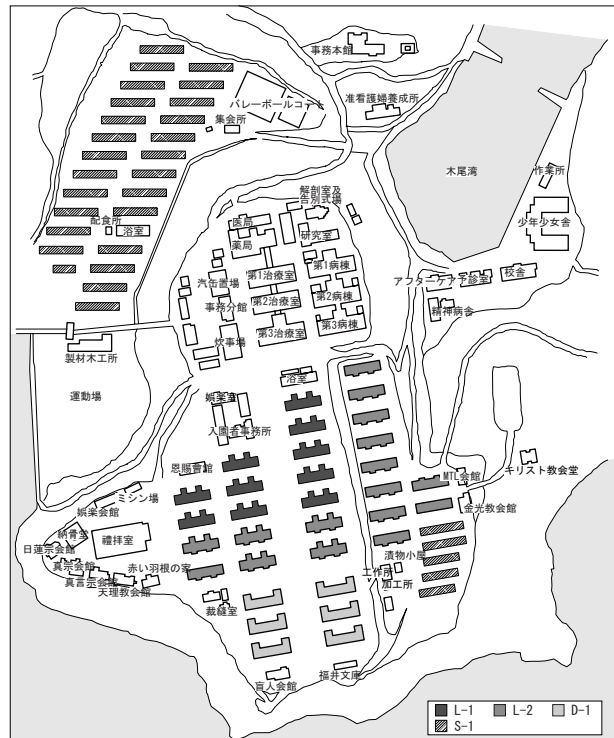 事務本館
バレーボールコート
准看護婦養成所
集会所
木尾湾
作業所
解剖室及
告別式場
少年少女舎
医局
研究室
配食所
浴室
薬局
第1病棟
第1治療室
汽缶置場
アフターケア診室
校舎
第2病棟
第2治療室
事務分館
精神病舎
第3病棟
第3治療室
炊事場
製材木工所
浴室
運動場
娯楽室
入園者事務所
恩賜會館
MTL会館
キリスト教会堂
ミシン場
金光教会館
娯楽会館
納骨堂
禮拝室
漬物小屋
日蓮宗会館
真宗会館
赤い羽根の家
工作所
真言宗会館
加工所
天理教会館
裁縫室
盲人会館
福井文庫
L-1 L-2 D-1
S-1